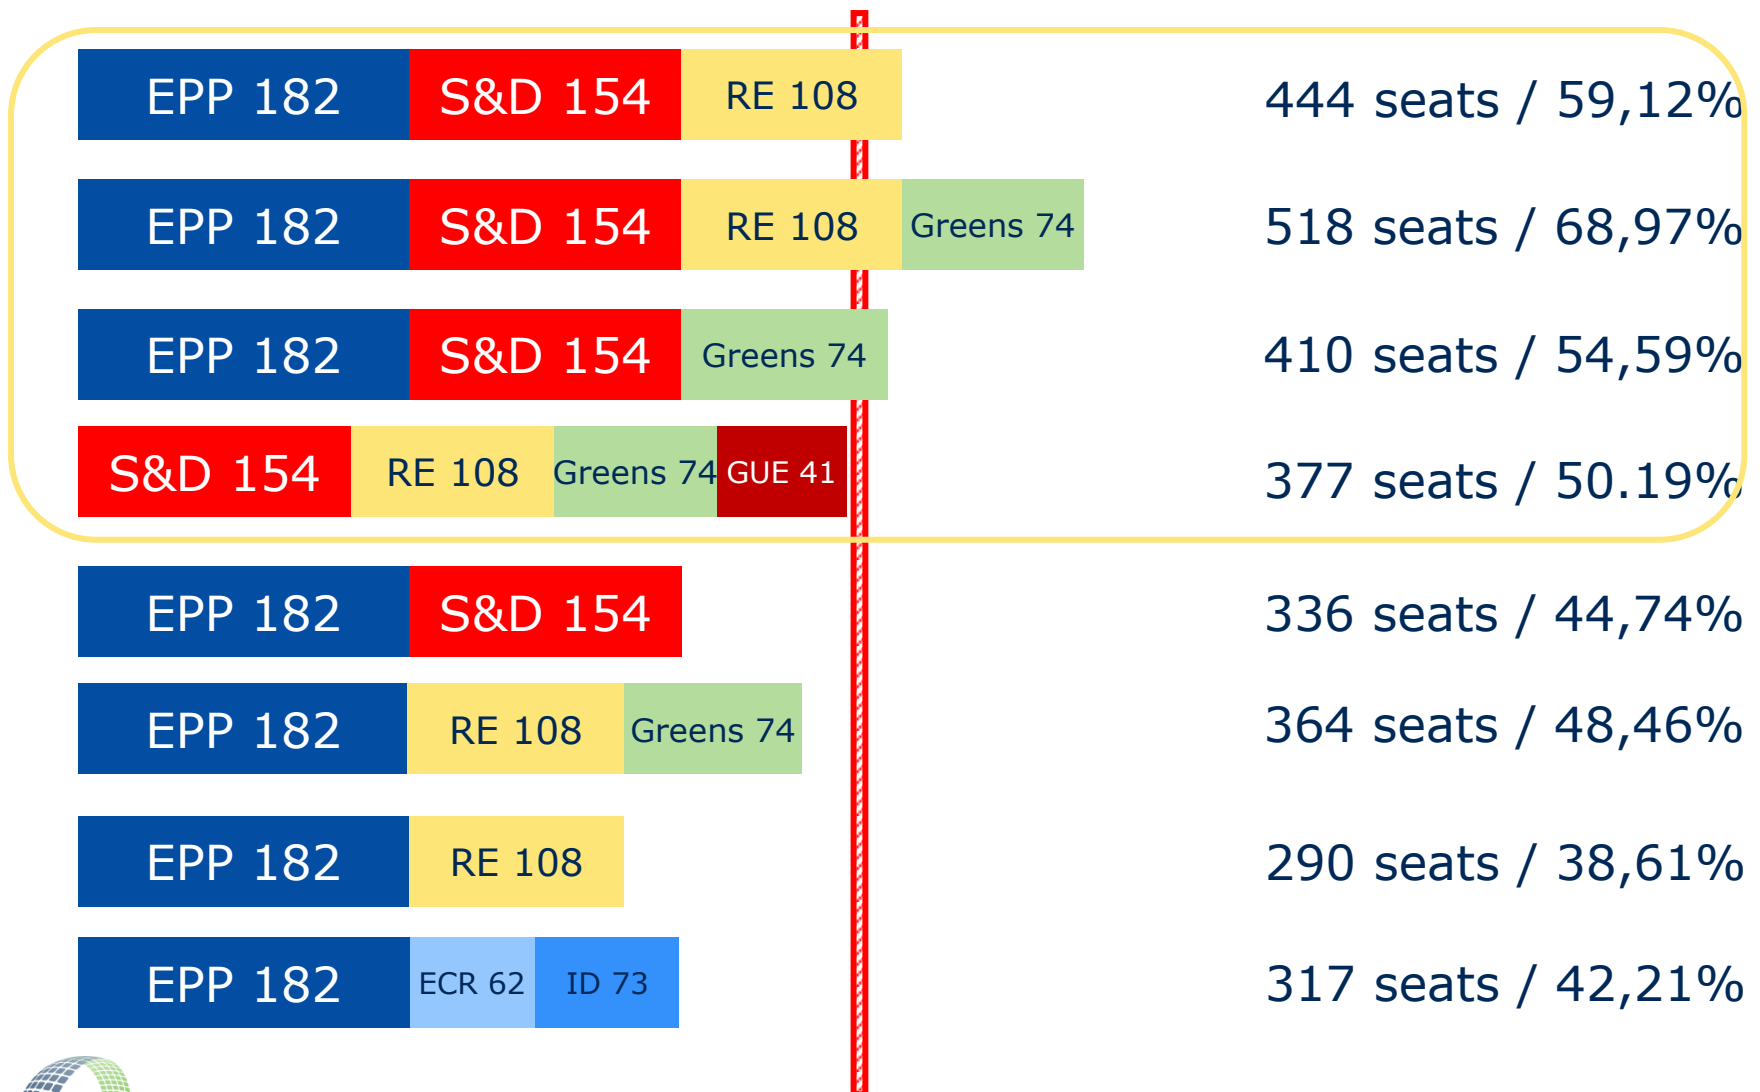 EPP 182 S&D 154 RE 108 444 seats / 59,12%
EPP 182 S&D 154 RE 108 Greens 74 518 seats / 68,97%
EPP 182 S&D 154 Greens 74 410 seats / 54,59%
S&D 154 RE 108 Greens 74 GUE 41 377 seats / 50.19%
EPP 182 S&D 154 336 seats / 44,74%
EPP 182 RE 108 Greens 74 364 seats / 48,46%
EPP 182 RE 108 290 seats / 38,61%
EPP 182 ECR 62 ID 73 317 seats / 42,21%